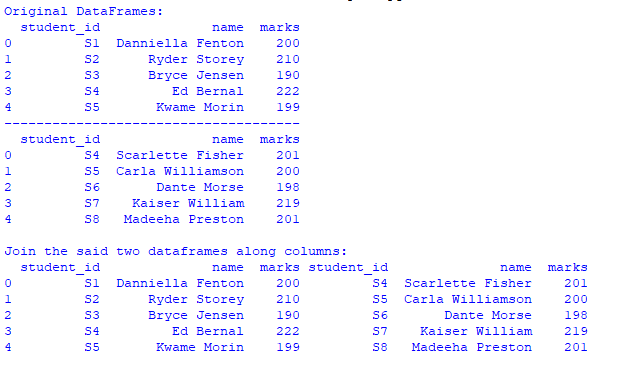 Original DataFrames:
student_id name marks
0 S1 Danniella Fenton 200
1 S2 Ryder Storey 210
2 S3 Bryce Jensen 190
3 S4 Ed Bernal 222
4 S5 Kwame Morin 199
-------------------------------------
student_id name marks
0 S4 Scarlette Fisher 201
1 S5 Carla Williamson 200
2 S6 Dante Morse 198
3 S7 Kaiser William 219
4 S8 Madeeha Preston 201
Join the said two dataframes along columns:
student_id name marks student_id name marks
0 S1 Danniella Fenton 200 S4 Scarlette Fisher 201
1 S2 Ryder Storey 210 S5 Carla Williamson 200
2 S3 Bryce Jensen 190 S6 Dante Morse 198
3 S4 Ed Bernal 222 S7 Kaiser William 219
4 S5 Kwame Morin 199 S8 Madeeha Preston 201